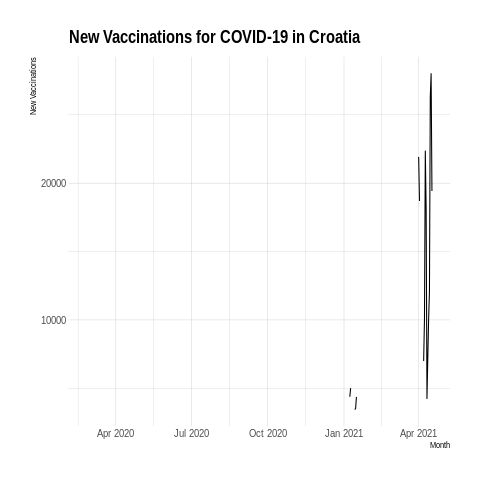 New Vaccinations for COVID-19 in Croatia
New Vaccinations
20000
10000
Apr 2020 Jul 2020 Oct 2020 Jan 2021 Apr 2021
Month